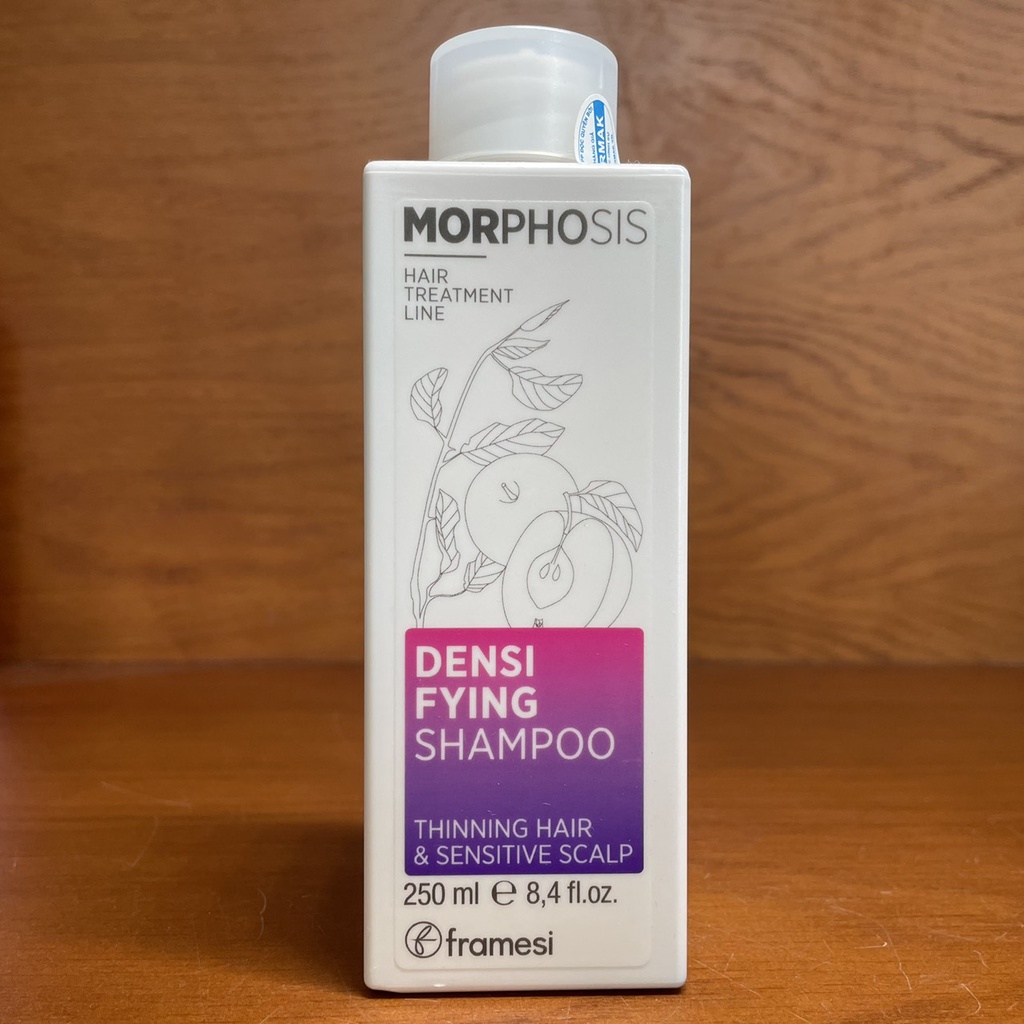 MORPHOSIS
HAIR
TREATMENT
LINE
DENSI
FYING
SHAMPOO
THINNING HAIR
& SENSITIVE SCALP
250 ml ℮ 8,4 fl.oz.
framesi